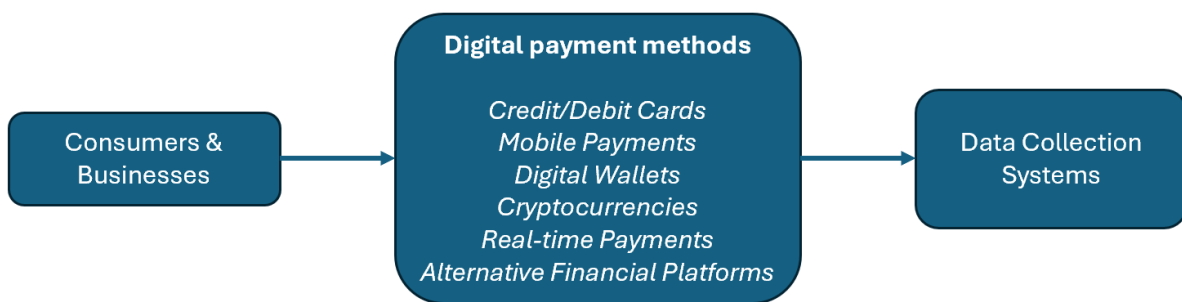 Consumers &
Businesses
Digital payment methods
Credit/Debit Cards
Mobile Payments
Digital Wallets
Cryptocurrencies
Real-time Payments
Alternative Financial Platforms
Data Collection
Systems